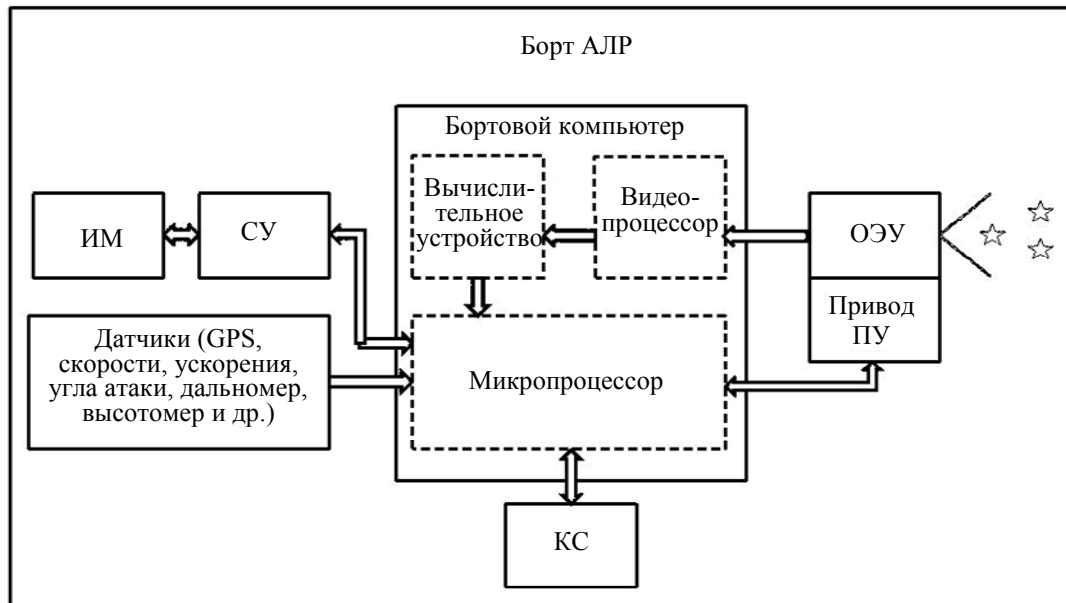 Борт АЛР
Бортовой компьютер
Вычисли-
тельное
устройство
Видео-
процессор
ИМ
СУ
ОЭУ
Привод
ПУ
Датчики (GPS,
скорости, ускорения,
угла атаки, дальномер,
высотомер и др.)
Микропроцессор
КС